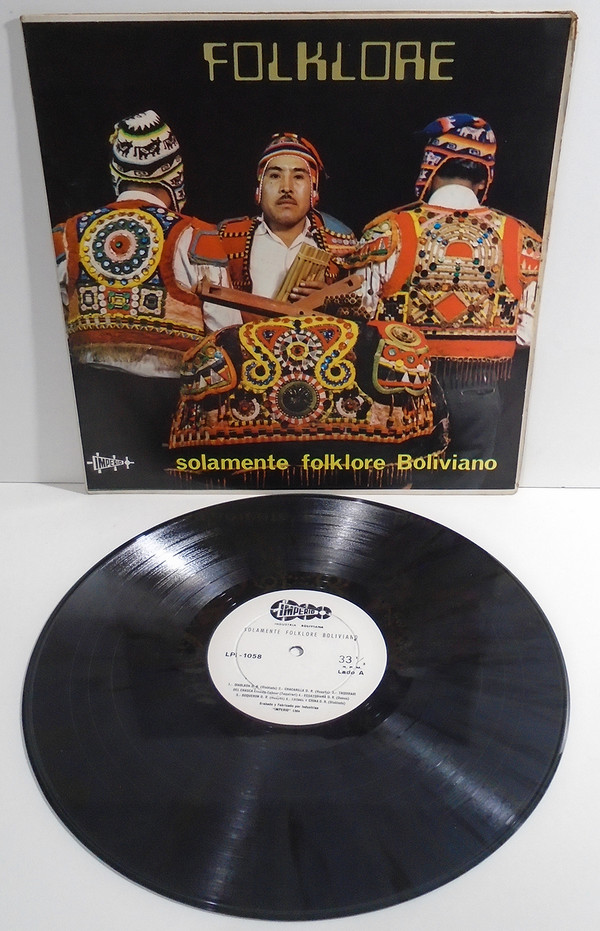 FOLKLORE
IMPERIO
solamente folklore Boliviano
IMPERIO
INDUSTRIA BOLIVIANA
SOLAMENTE FOLKLORE BOLIVIANO
LPI-1058
33⅓
R.P.M.
Lado A
Grabado y Fabricado por Industrias
"IMPERIO" LTDA